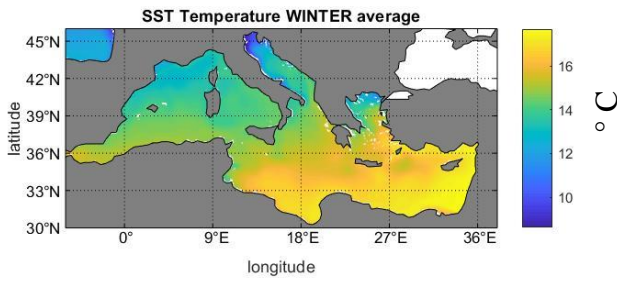 SST Temperature WINTER average
45°N
42°N
39°N
36°N
33°N
30°N
latitude
0°
9°E
18°E
27°E
36°E
longitude
16
14
12
10
°C